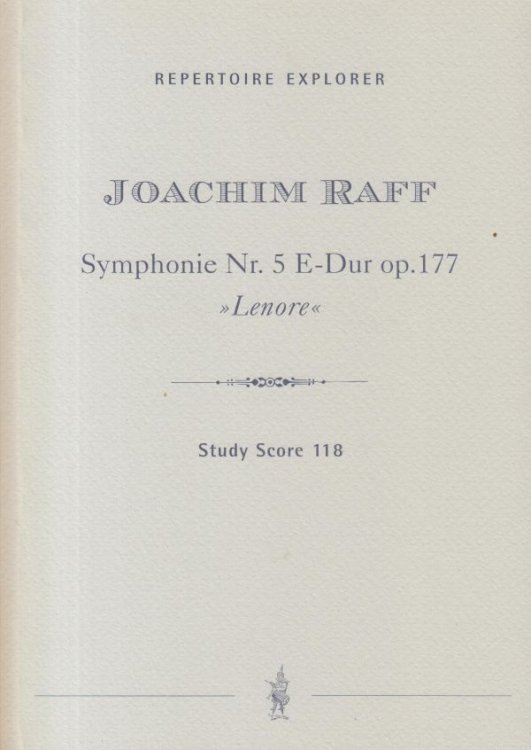 REPERTOIRE EXPLORER
JOACHIM RAFF
Symphonie Nr. 5 E-Dur op.177
»Lenore«
Study Score 118